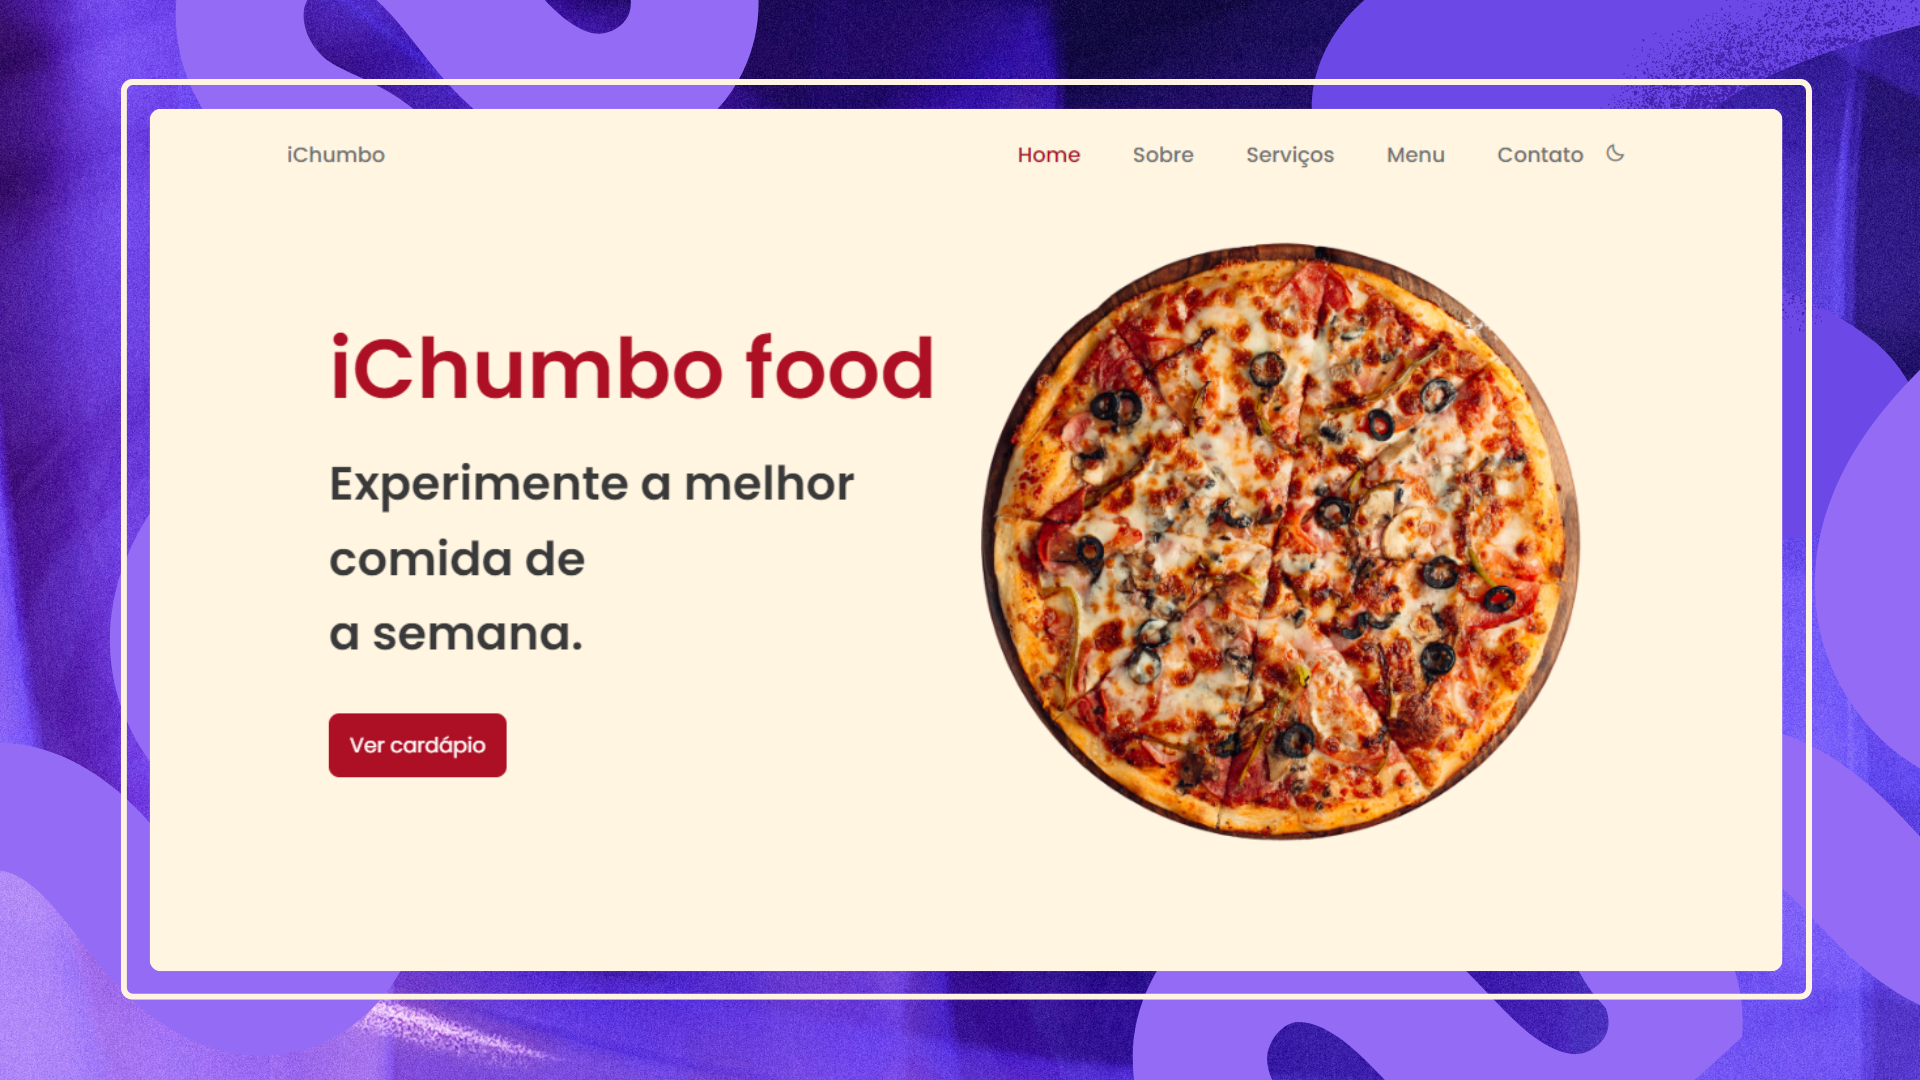 iChumbo
Home Sobre Serviços Menu Contato
iChumbo food
Experimente a melhor
comida de
a semana.
Ver cardápio